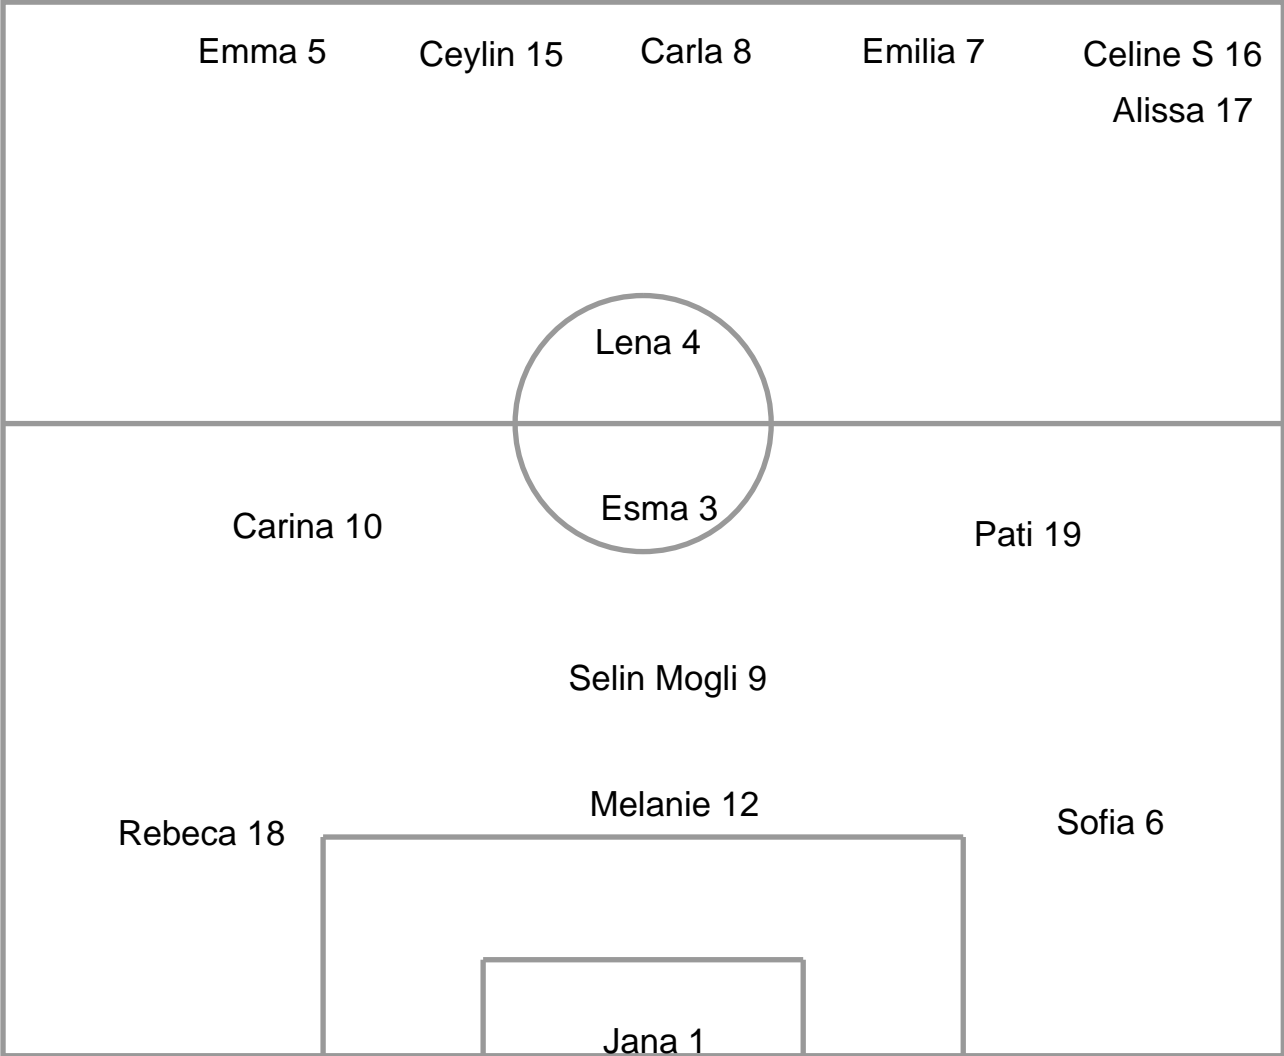 Emma 5
Ceylin 15
Carla 8
Emilia 7
Celine S 16
Alissa 17
Lena 4
Esma 3
Carina 10
Pati 19
Selin Mogli 9
Melanie 12
Rebeca 18
Sofia 6
Jana 1